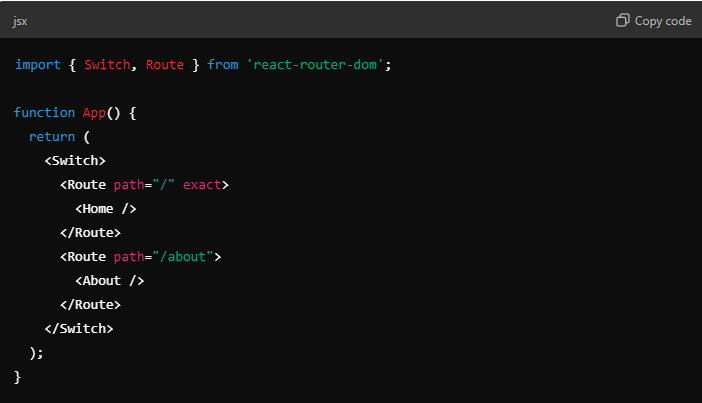 jsx
Copy code
import { Switch, Route } from 'react-router-dom';
function App() {
  return (
    <Switch>
      <Route path="/" exact>
        <Home />
      </Route>
      <Route path="/about">
        <About />
      </Route>
    </Switch>
  );
}